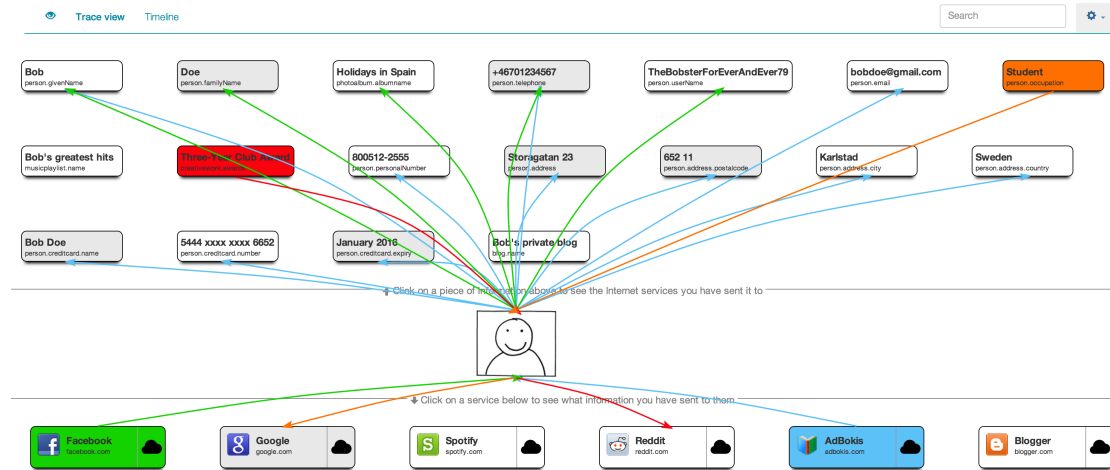 Trace view
Timeline
Search
Bob
person.givenName
Doe
person.familyName
Holidays in Spain
photoalbum.albumname
+46701234567
person.telephone
TheBobsterForEverAndEver79
person.userName
bobdoe@gmail.com
person.email
Student
person.occupation
Bob's greatest hits
musicplaylist.name
Three-Year Club Award
800512-2555
person.personalNumber
Storagatan 23
person.address
652 11
person.address.postalcode
Karlstad
person.address.city
Sweden
person.address.country
Bob Doe
person.creditcard.name
5444 xxxx xxxx 6652
person.creditcard.number
January 2016
person.creditcard.expiry
Bob's private blog
blog.name
Click on a piece of information above to see the Internet services you have sent it to
Click on a service below to see what information you have sent to them
Facebook
facebook.com
Google
google.com
Spotify
spotify.com
Reddit
reddit.com
AdBokis
adbokis.com
Blogger
blogger.com